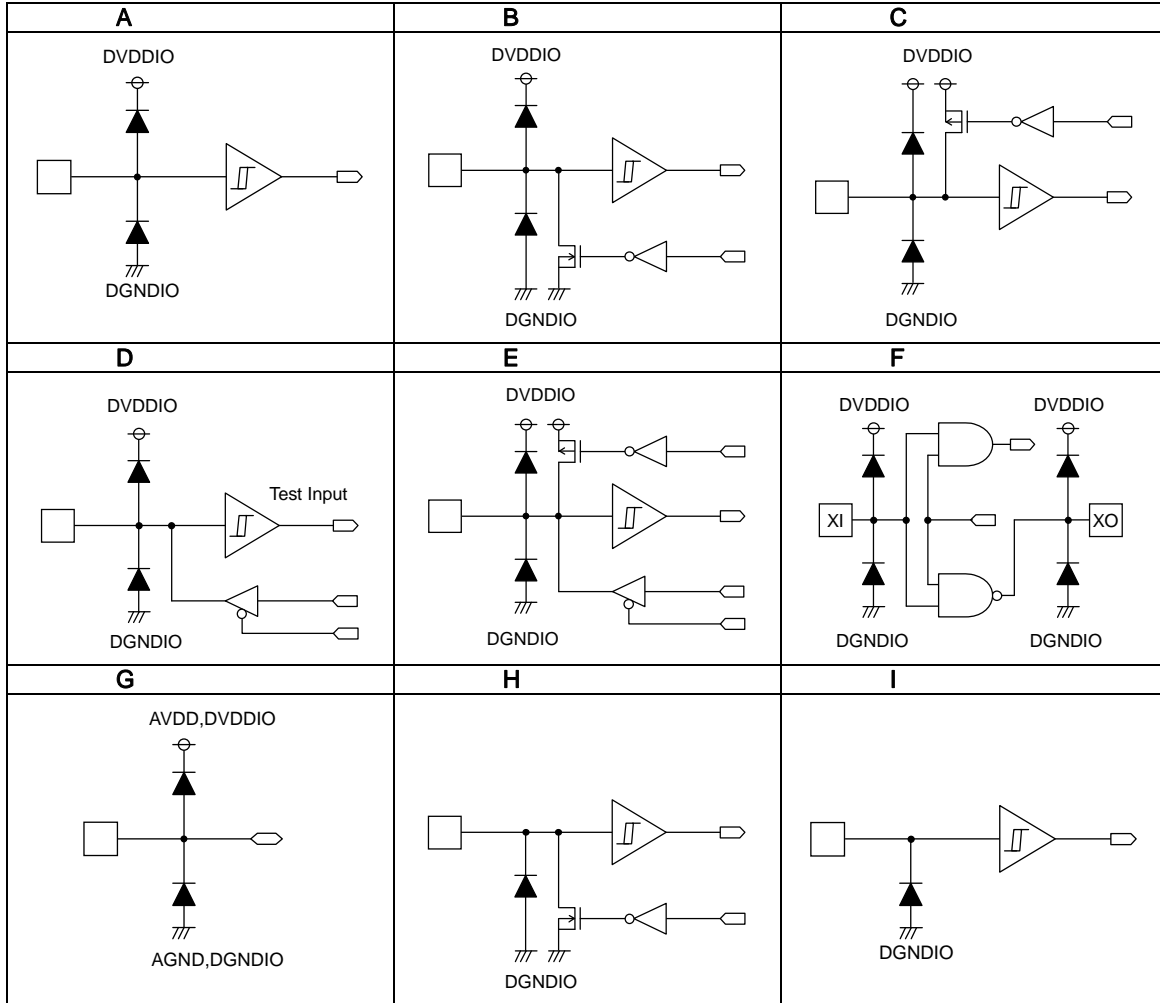 A
B
C
DVDDIO
DGNDIO
DVDDIO
DGNDIO
DVDDIO
DGNDIO
D
E
F
DVDDIO
Test Input
DGNDIO
DVDDIO
DGNDIO
DVDDIO
DVDDIO
XI
XO
DGNDIO
DGNDIO
G
H
I
AVDD,DVDDIO
AGND,DGNDIO
DGNDIO
DGNDIO